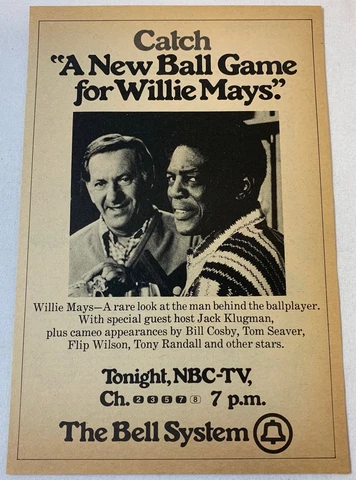 Catch
“A New Ball Game
for Willie Mays.”
Willie Mays—A rare look at the man behind the ballplayer.
With special guest host Jack Klugman,
plus cameo appearances by Bill Cosby, Tom Seaver,
Flip Wilson, Tony Randall and other stars.
Tonight, NBC-TV,
Ch. 2 3 5 7 8 7 p.m.
The Bell System